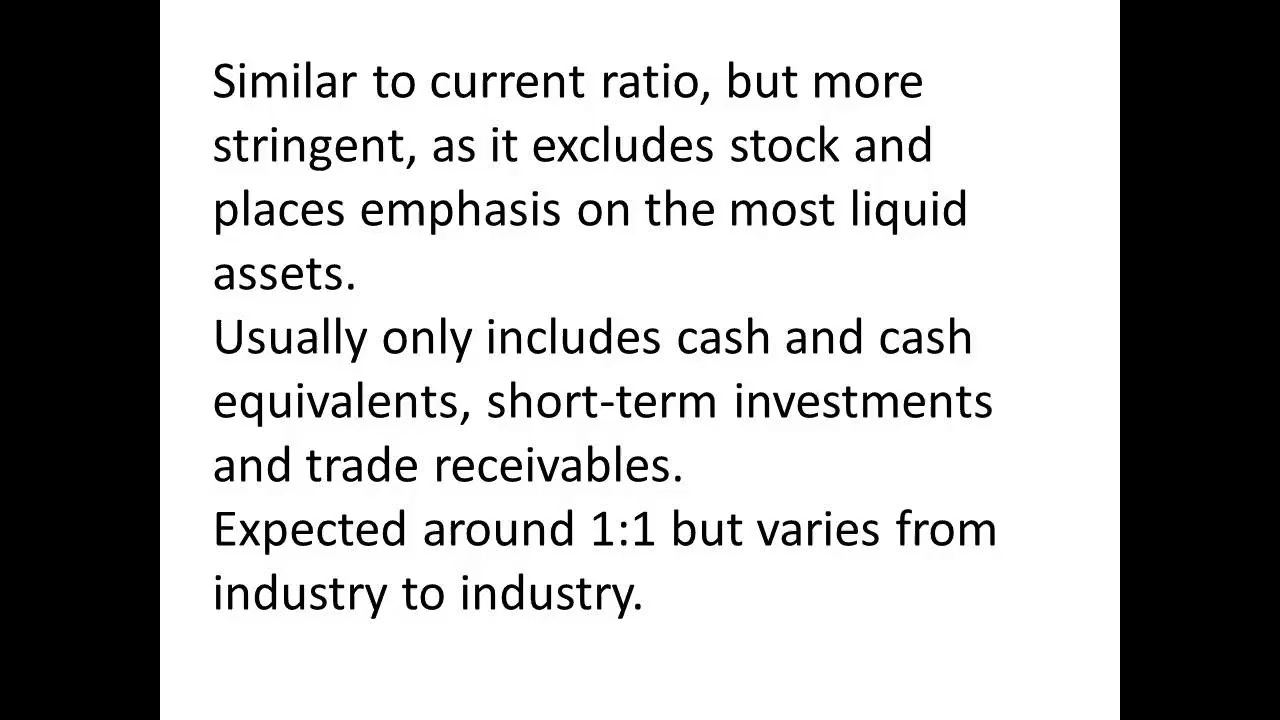 Similar to current ratio, but more
stringent, as it excludes stock and
places emphasis on the most liquid
assets.
Usually only includes cash and cash
equivalents, short-term investments
and trade receivables.
Expected around 1:1 but varies from
industry to industry.